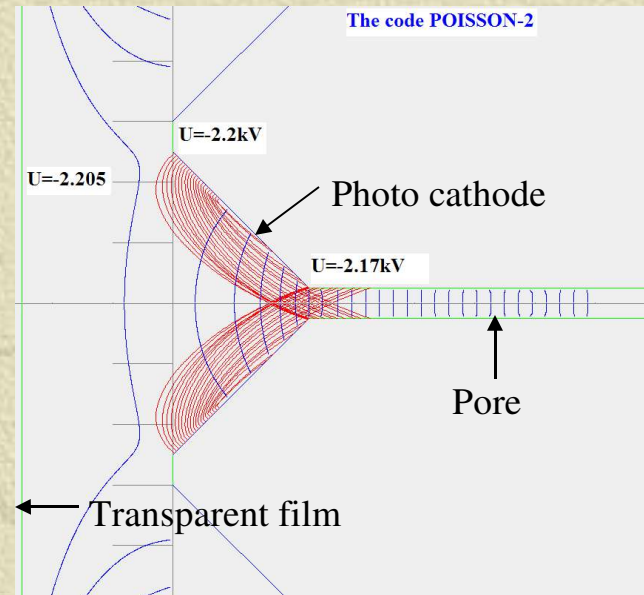 The code POISSON-2
U=-2.2kV
U=-2.205
Photo cathode
U=-2.17kV
Pore
Transparent film